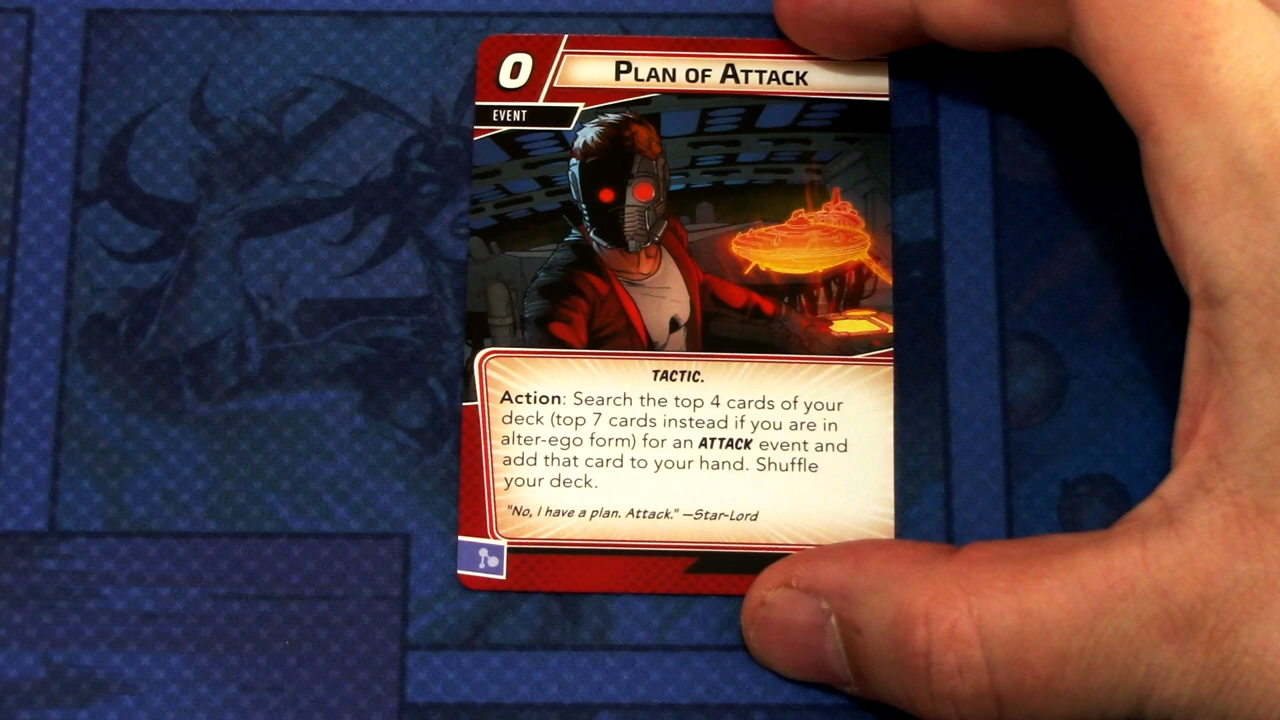 0
PLAN OF ATTACK
EVENT
TACTIC.
Action: Search the top 4 cards of your
deck (top 7 cards instead if you are in
alter-ego form) for an ATTACK event and
add that card to your hand. Shuffle
your deck.
"No, I have a plan. Attack." —Star-Lord